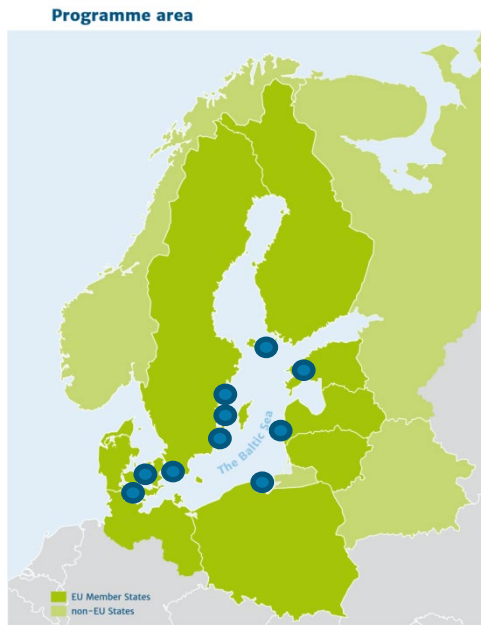 Programme area
The Baltic Sea
EU Member States
non-EU States